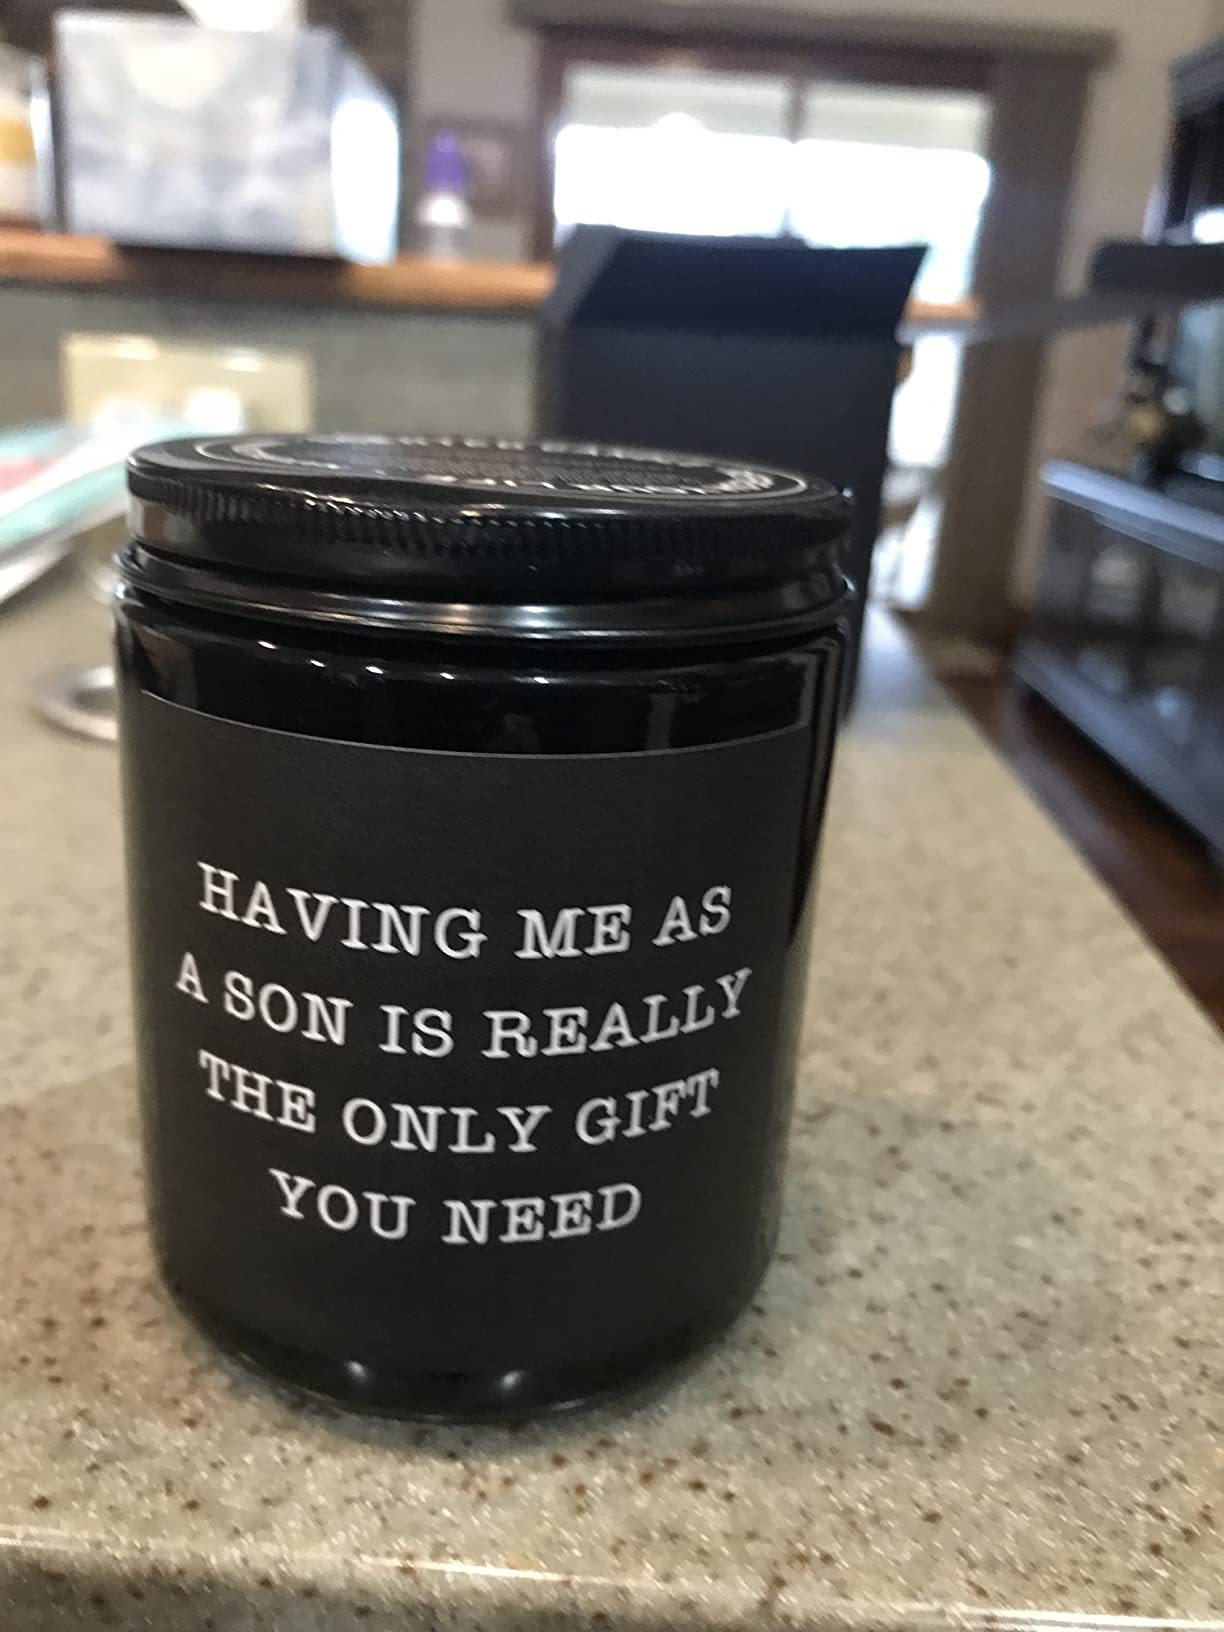 HAVING ME AS
A SON IS REALLY
THE ONLY GIFT
YOU NEED